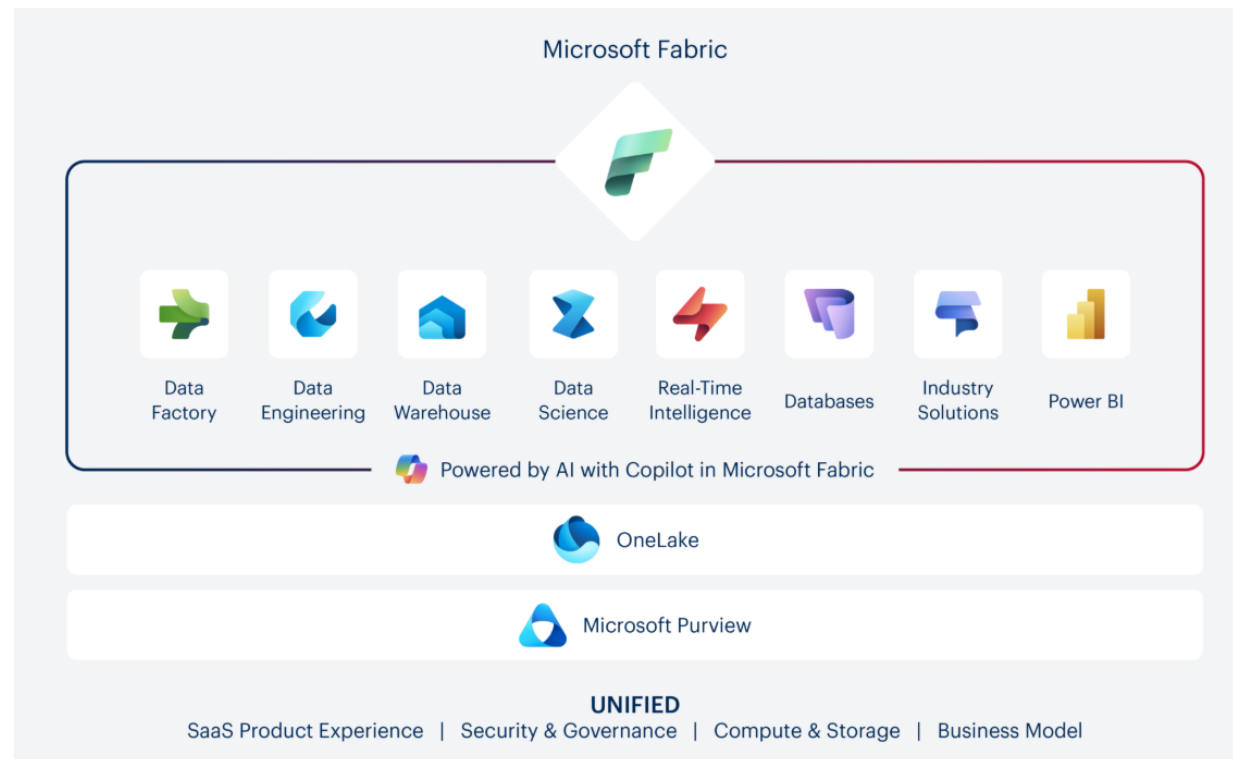 Microsoft Fabric
Data
Factory
Data
Engineering
Data
Warehouse
Data
Science
Real-Time
Intelligence
Databases
Industry
Solutions
Power BI
Powered by AI with Copilot in Microsoft Fabric
OneLake
Microsoft Purview
UNIFIED
SaaS Product Experience | Security & Governance | Compute & Storage | Business Model